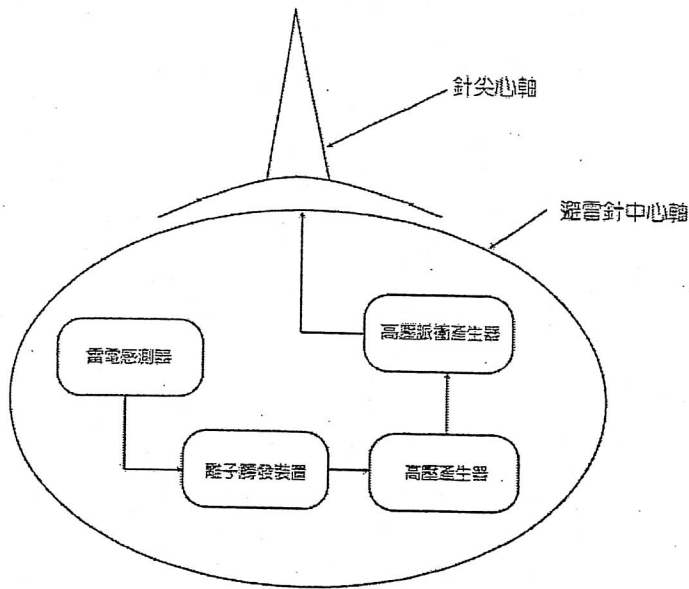 針尖心軸
避雷針中心軸
高壓脈衝產生器
雷電感測器
離子觸發裝置
高壓產生器